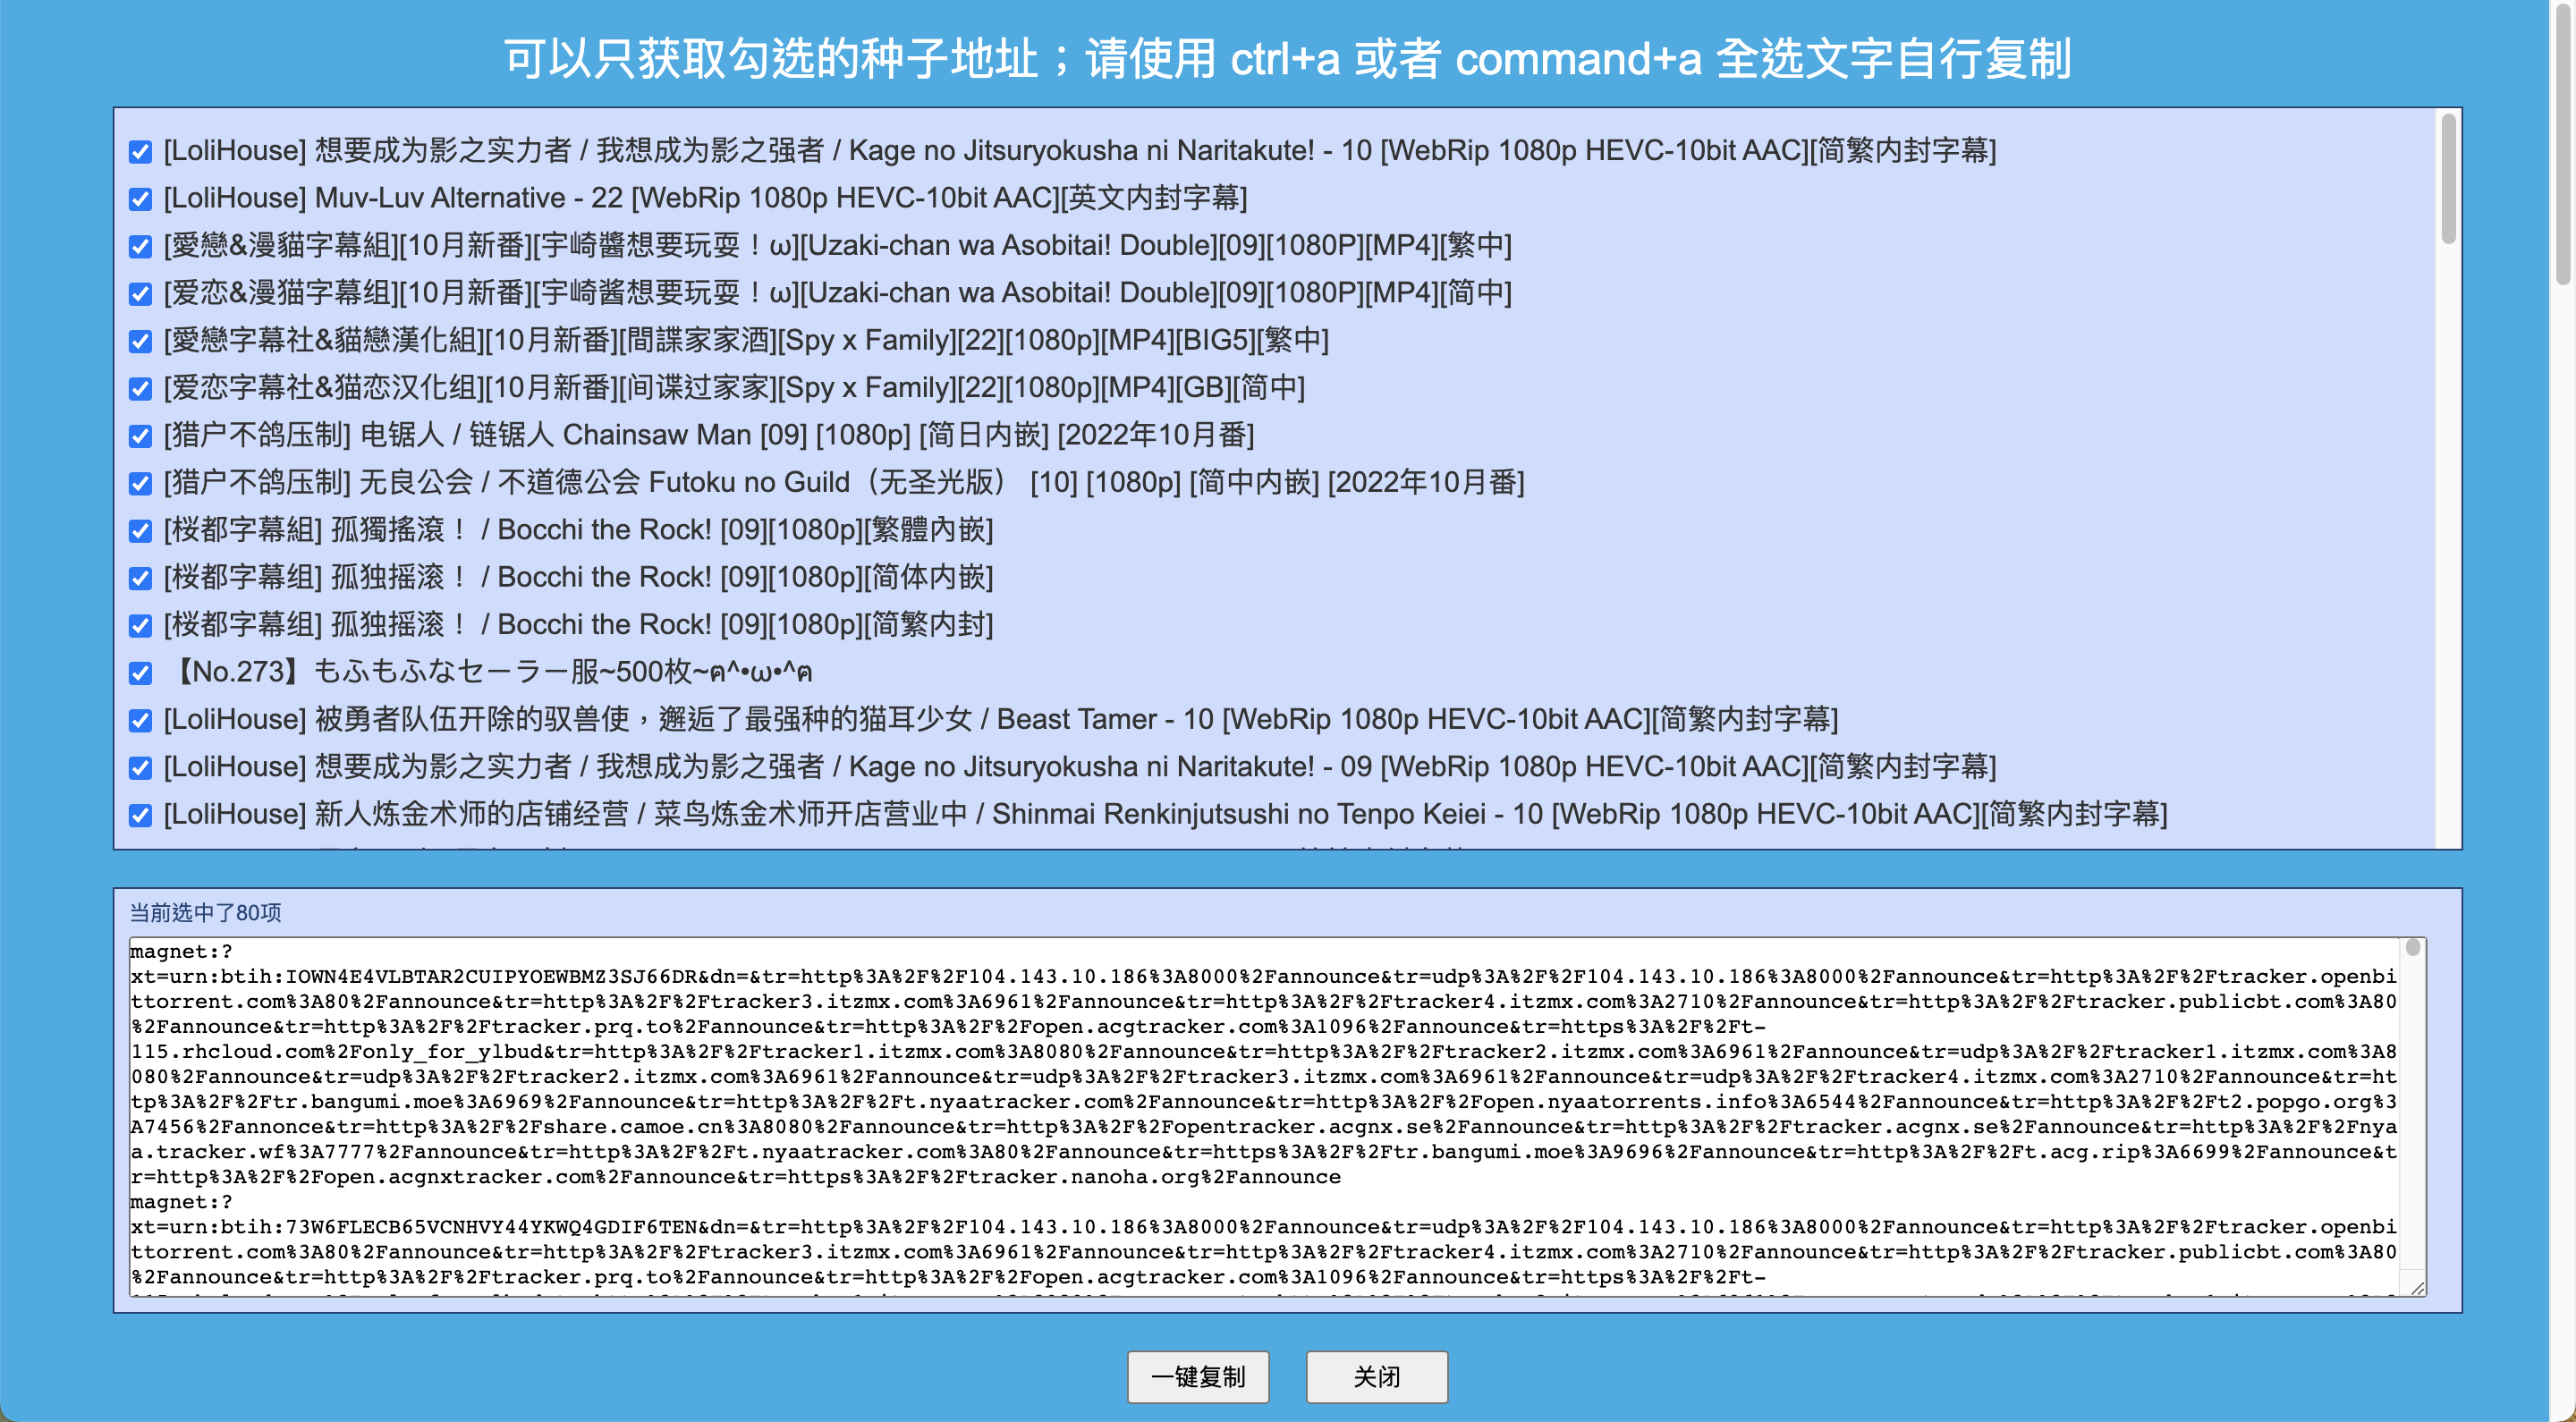 可以只获取勾选的种子地址；请使用 ctrl+a 或者 command+a 全选文字自行复制
[LoliHouse] 想要成为影之实力者 / 我想成为影之强者 / Kage no Jitsuryokusha ni Naritakute! - 10 [WebRip 1080p HEVC-10bit AAC][简繁内封字幕]
[LoliHouse] Muv-Luv Alternative - 22 [WebRip 1080p HEVC-10bit AAC][英文内封字幕]
[愛戀&漫貓字幕組][10月新番][宇崎醬想要玩耍！ω][Uzaki-chan wa Asobitai! Double][09][1080P][MP4][繁中]
[爱恋&漫猫字幕组][10月新番][宇崎酱想要玩耍！ω][Uzaki-chan wa Asobitai! Double][09][1080P][MP4][简中]
[愛戀字幕社&貓戀漢化組][10月新番][間諜家家酒][Spy x Family][22][1080p][MP4][BIG5][繁中]
[爱恋字幕社&猫恋汉化组][10月新番][间谍过家家][Spy x Family][22][1080p][MP4][GB][简中]
[猎户不鸽压制] 电锯人 / 链锯人 Chainsaw Man [09] [1080p] [简日内嵌] [2022年10月番]
[猎户不鸽压制] 无良公会 / 不道德公会 Futoku no Guild（无圣光版） [10] [1080p] [简中内嵌] [2022年10月番]
[桜都字幕組] 孤獨搖滾！ / Bocchi the Rock! [09][1080p][繁體內嵌]
[桜都字幕组] 孤独摇滚！ / Bocchi the Rock! [09][1080p][简体内嵌]
[桜都字幕组] 孤独摇滚！ / Bocchi the Rock! [09][1080p][简繁内封]
【No.273】もふもふなセーラー服~500枚~ฅ^•ω•^ฅ
[LoliHouse] 被勇者队伍开除的驭兽使，邂逅了最强种的猫耳少女 / Beast Tamer - 10 [WebRip 1080p HEVC-10bit AAC][简繁内封字幕]
[LoliHouse] 想要成为影之实力者 / 我想成为影之强者 / Kage no Jitsuryokusha ni Naritakute! - 09 [WebRip 1080p HEVC-10bit AAC][简繁内封字幕]
[LoliHouse] 新人炼金术师的店铺经营 / 菜鸟炼金术师开店营业中 / Shinmai Renkinjutsushi no Tenpo Keiei - 10 [WebRip 1080p HEVC-10bit AAC][简繁内封字幕]
当前选中了80项
magnet:?
xt=urn:btih:IOWN4E4VLBTAR2CUIPYOEWBMZ3SJ66DR&dn=&tr=http%3A%2F%2F104.143.10.186%3A8000%2Fannounce&tr=udp%3A%2F%2F104.143.10.186%3A8000%2Fannounce&tr=http%3A%2F%2Ftracker.openbi
ttorrent.com%3A80%2Fannounce&tr=http%3A%2F%2Ftracker3.itzmx.com%3A6961%2Fannounce&tr=http%3A%2F%2Ftracker4.itzmx.com%3A2710%2Fannounce&tr=http%3A%2F%2Ftracker.publicbt.com%3A80
%2Fannounce&tr=http%3A%2F%2Ftracker.prq.to%2Fannounce&tr=http%3A%2F%2Fopen.acgtracker.com%3A1096%2Fannounce&tr=https%3A%2F%2Ft-
115.rhcloud.com%2Fonly_for_ylbud&tr=http%3A%2F%2Ftracker1.itzmx.com%3A8080%2Fannounce&tr=http%3A%2F%2Ftracker2.itzmx.com%3A6961%2Fannounce&tr=udp%3A%2F%2Ftracker1.itzmx.com%3A8
080%2Fannounce&tr=udp%3A%2F%2Ftracker2.itzmx.com%3A6961%2Fannounce&tr=udp%3A%2F%2Ftracker3.itzmx.com%3A6961%2Fannounce&tr=udp%3A%2F%2Ftracker4.itzmx.com%3A2710%2Fannounce&tr=ht
tp%3A%2F%2Ftr.bangumi.moe%3A6969%2Fannounce&tr=http%3A%2F%2Ft.nyaatracker.com%2Fannounce&tr=http%3A%2F%2Fopen.nyaatorrents.info%3A6544%2Fannounce&tr=http%3A%2F%2Ft2.popgo.org%3
A7456%2Fannonce&tr=http%3A%2F%2Fshare.camoe.cn%3A8080%2Fannounce&tr=http%3A%2F%2Fopentracker.acgnx.se%2Fannounce&tr=http%3A%2F%2Ftracker.acgnx.se%2Fannounce&tr=http%3A%2F%2Fnya
a.tracker.wf%3A7777%2Fannounce&tr=http%3A%2F%2Ft.nyaatracker.com%3A80%2Fannounce&tr=https%3A%2F%2Ftr.bangumi.moe%3A9696%2Fannounce&tr=http%3A%2F%2Ft.acg.rip%3A6699%2Fannounce&t
r=http%3A%2F%2Fopen.acgnxtracker.com%2Fannounce&tr=https%3A%2F%2Ftracker.nanoha.org%2Fannounce
magnet:?
xt=urn:btih:73W6FLECB65VCNHVY44YKWQ4GDIF6TEN&dn=&tr=http%3A%2F%2F104.143.10.186%3A8000%2Fannounce&tr=udp%3A%2F%2F104.143.10.186%3A8000%2Fannounce&tr=http%3A%2F%2Ftracker.openbi
ttorrent.com%3A80%2Fannounce&tr=http%3A%2F%2Ftracker3.itzmx.com%3A6961%2Fannounce&tr=http%3A%2F%2Ftracker4.itzmx.com%3A2710%2Fannounce&tr=http%3A%2F%2Ftracker.publicbt.com%3A80
%2Fannounce&tr=http%3A%2F%2Ftracker.prq.to%2Fannounce&tr=http%3A%2F%2Fopen.acgtracker.com%3A1096%2Fannounce&tr=https%3A%2F%2Ft-
一键复制
关闭